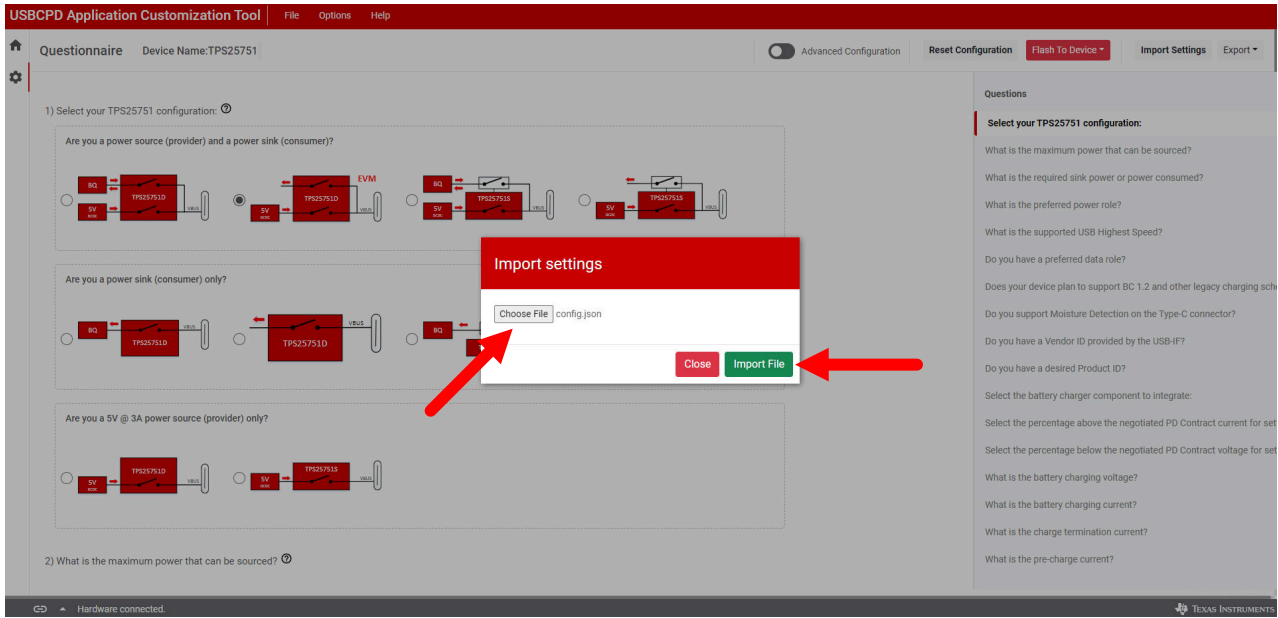 USBCPD Application Customization Tool File Options Help
Questionnaire Device Name:TPS25751 Advanced Configuration Reset Configuration Flash To Device Import Settings Export
1) Select your TPS25751 configuration:
Are you a power source (provider) and a power sink (consumer)?
BQ
5V
DCDC
TPS25751D
VBUS
EVM
5V
DCDC
TPS25751D
VBUS
BQ
5V
DCDC
TPS25751S
VBUS
5V
DCDC
TPS25751S
VBUS
Are you a power sink (consumer) only?
BQ
TPS25751D
VBUS
TPS25751D
VBUS
BQ
Import settings
Choose File config.json
Close Import File
Are you a 5V @ 3A power source (provider) only?
5V
DCDC
TPS25751D
VBUS
5V
DCDC
TPS25751S
VBUS
2) What is the maximum power that can be sourced?
Questions
Select your TPS25751 configuration:
What is the maximum power that can be sourced?
What is the required sink power or power consumed?
What is the preferred power role?
What is the supported USB Highest Speed?
Do you have a preferred data role?
Does your device plan to support BC 1.2 and other legacy charging sche
Do you support Moisture Detection on the Type-C connector?
Do you have a Vendor ID provided by the USB-IF?
Do you have a desired Product ID?
Select the battery charger component to integrate:
Select the percentage above the negotiated PD Contract current for set
Select the percentage below the negotiated PD Contract voltage for set
What is the battery charging voltage?
What is the battery charging current?
What is the charge termination current?
What is the pre-charge current?
Hardware connected.
TEXAS INSTRUMENTS